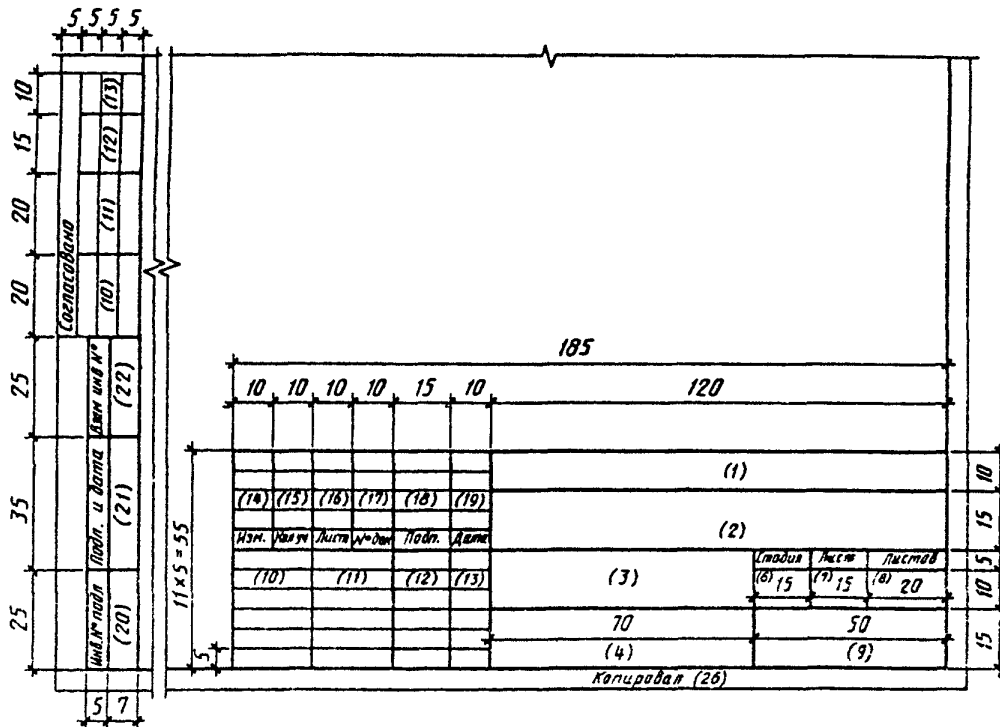 5 5 5 5
10 (13)
15 (12)
20 (11)
20 (10)
Согласовано
25 Взам инв № (22)
35 Подп. и дата (21)
25 Инв.№ подл (20)
5 7
185
10 10 10 10 15 10 120
11 x 5 = 55
5
(1) 10
(14) (15) (16) (17) (18) (19)
(2) 15
Изм. Кол уч Лист № док Подп. Дата
Стадия Лист Листов 5
(10) (11) (12) (13)
(3) (6) 15 (7) 15 (8) 20 10
70 50
(4) (9) 15
Копировал (26)